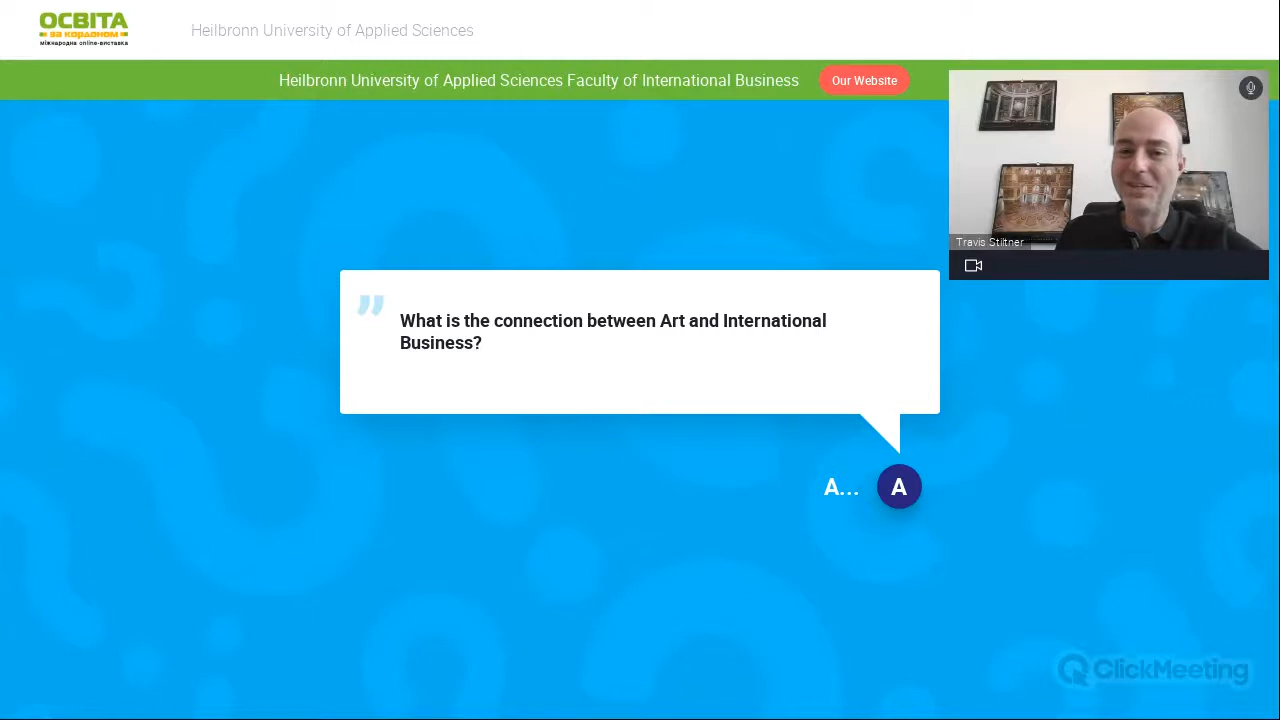 ОСВІТА
за кордоном
міжнародна online-виставка
Heilbronn University of Applied Sciences
Heilbronn University of Applied Sciences Faculty of International Business
Our Website
Travis Stiltner
What is the connection between Art and International
Business?
A...
A
ClickMeeting